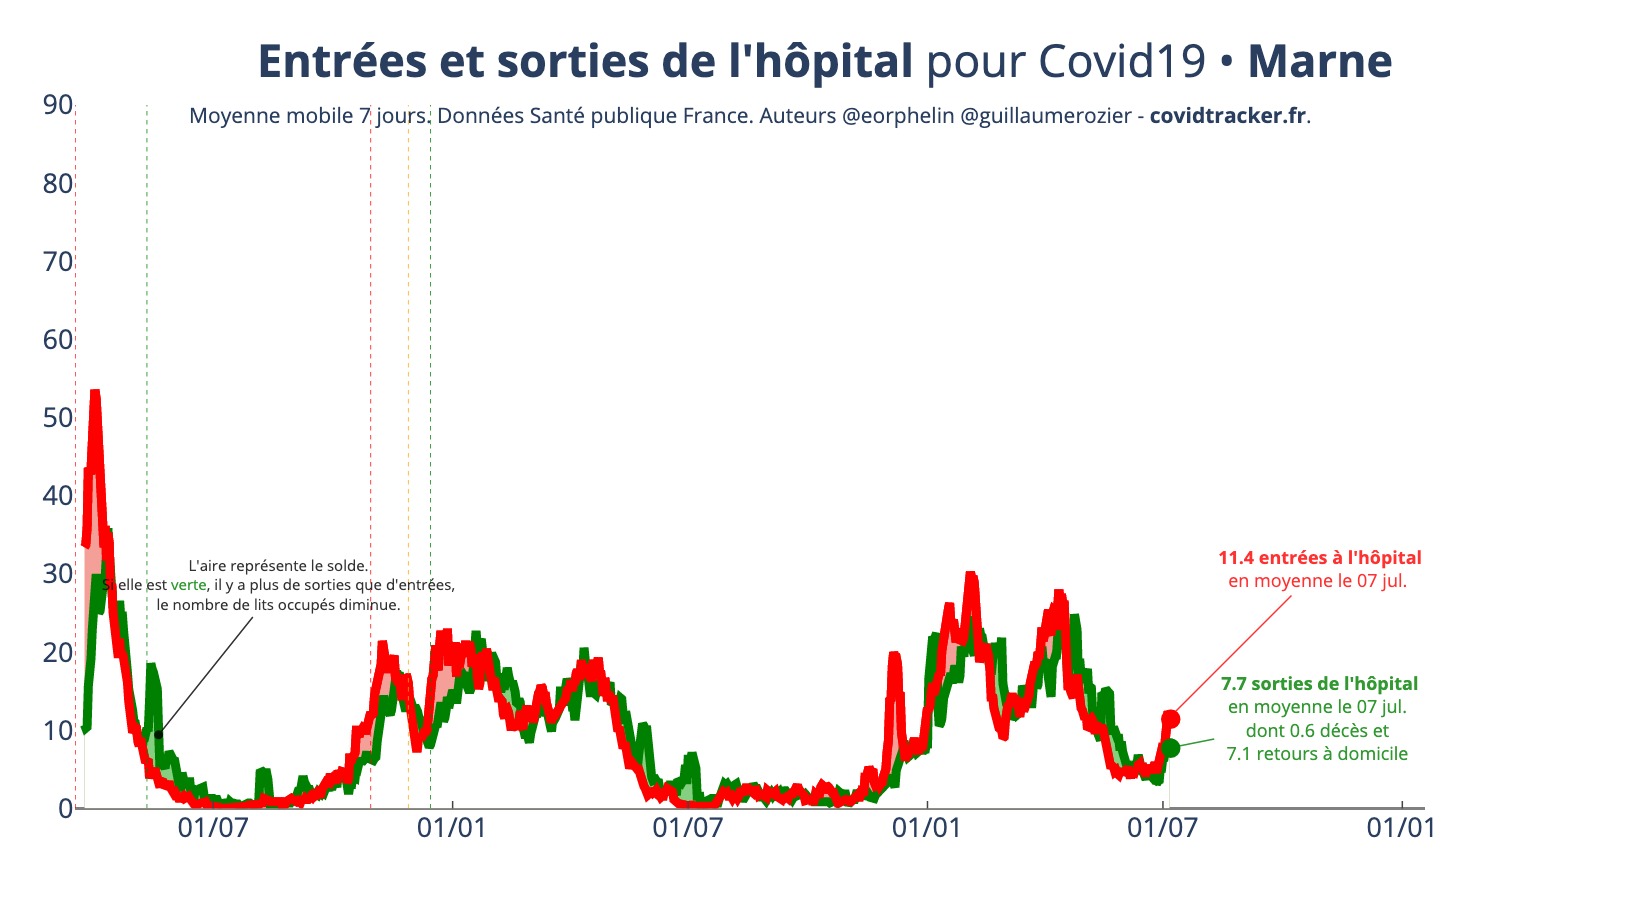 Entrées et sorties de l'hôpital pour Covid19 • Marne
Moyenne mobile 7 jours. Données Santé publique France. Auteurs @eorphelin @guillaumerozier - covidtracker.fr.
90
80
70
60
50
40
30
20
10
0
L'aire représente le solde.
Si elle est verte, il y a plus de sorties que d'entrées,
le nombre de lits occupés diminue.
11.4 entrées à l'hôpital
en moyenne le 07 jul.
7.7 sorties de l'hôpital
en moyenne le 07 jul.
dont 0.6 décès et
7.1 retours à domicile
01/07
01/01
01/07
01/01
01/07
01/01